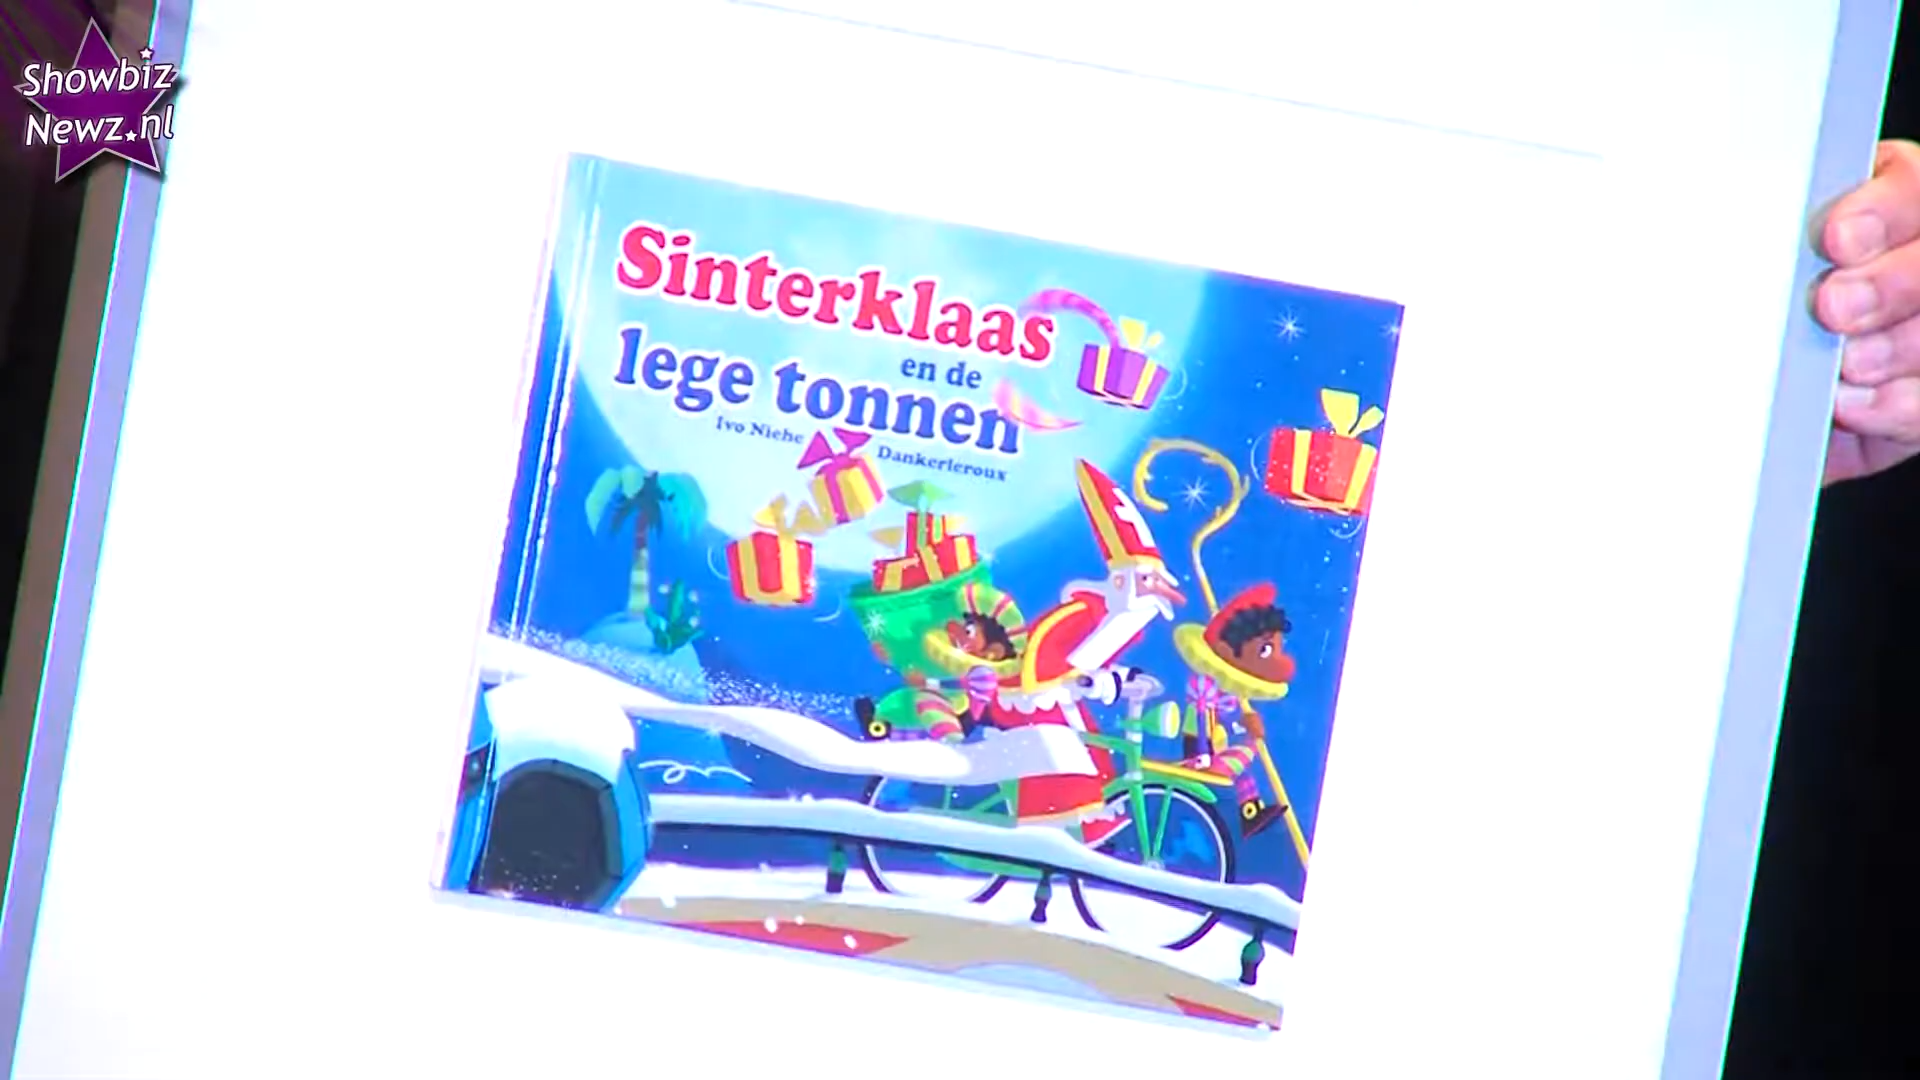 Showbiz
Newz.nl
Sinterklaas
en de
lege tonnen
Ivo Niehe
Dankerleroux